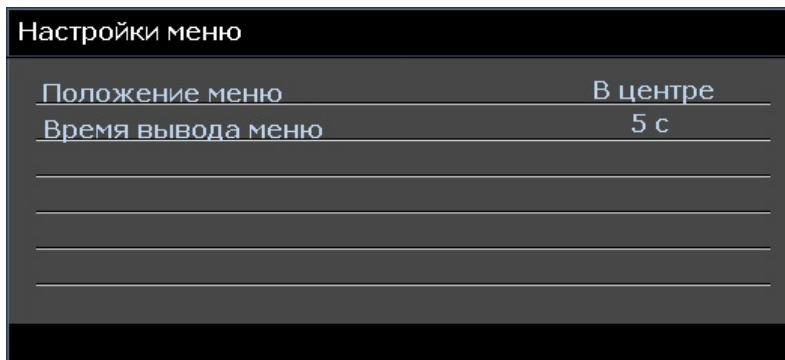 Настройки меню
Положение меню В центре
Время вывода меню 5 с